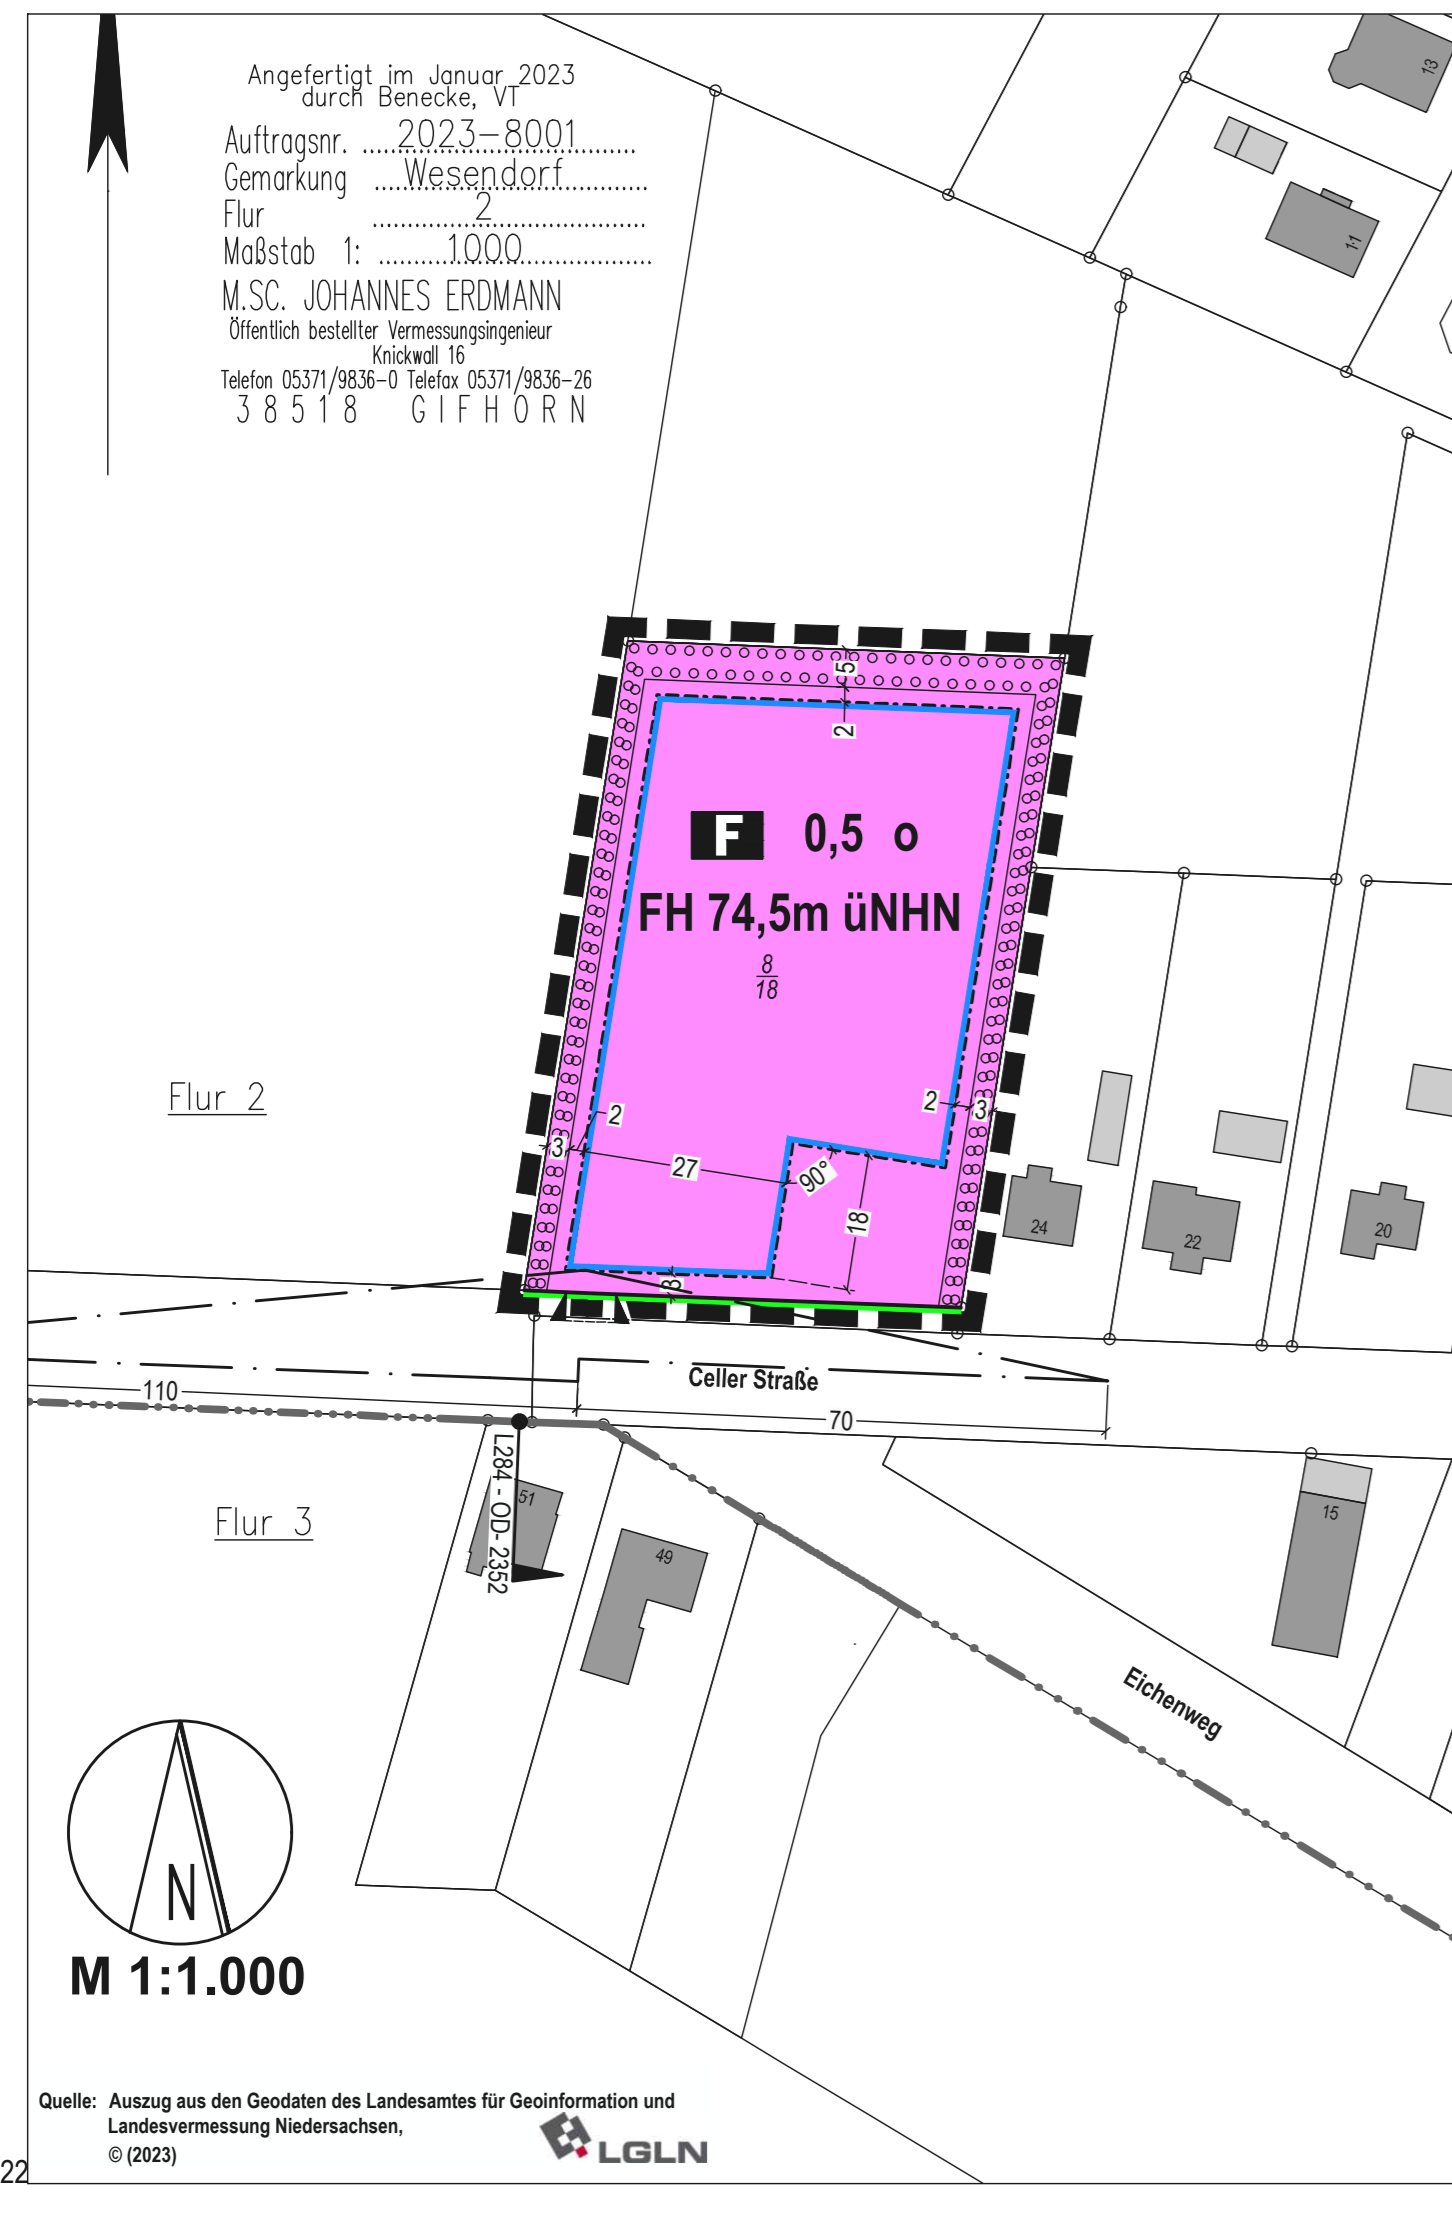 Angefertigt im Januar 2023
durch Benecke, VT
Auftragsnr. 2023-8001
Gemarkung Wesendorf
Flur 2
Maßstab 1: 1000
M.SC. JOHANNES ERDMANN
Öffentlich bestellter Vermessungsingenieur
Knickwall 16
Telefon 05371/9836-0 Telefax 05371/9836-26
38518 GIFHORN
13
11
5
2
F 0,5 o
FH 74,5m üNHN
8
18
Flur 2
2
3
2
3
27
90°
18
3
24
22
20
Celler Straße
110
70
L284 - OD- 2352
Flur 3
51
49
15
Eichenweg
N
M 1:1.000
Quelle: Auszug aus den Geodaten des Landesamtes für Geoinformation und
Landesvermessung Niedersachsen,
© (2023)
LGLN
22